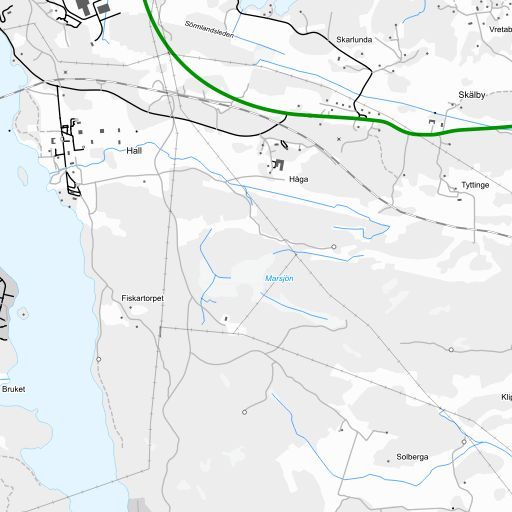 Sörmlandsleden
Vretab
Skarlunda
Skälby
Hall
Håga
Tyttinge
Marsjön
Fiskartorpet
Bruket
Klip
Solberga